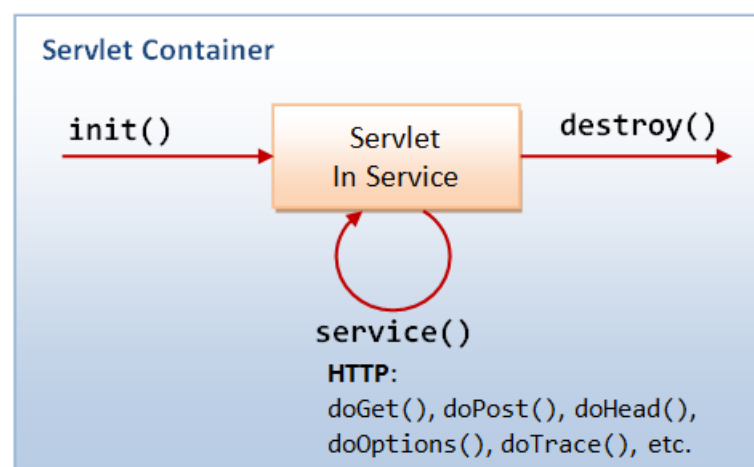 Servlet Container
init()
Servlet
In Service
destroy()
service()
HTTP:
doGet(), doPost(), doHead(),
doOptions(), doTrace(), etc.